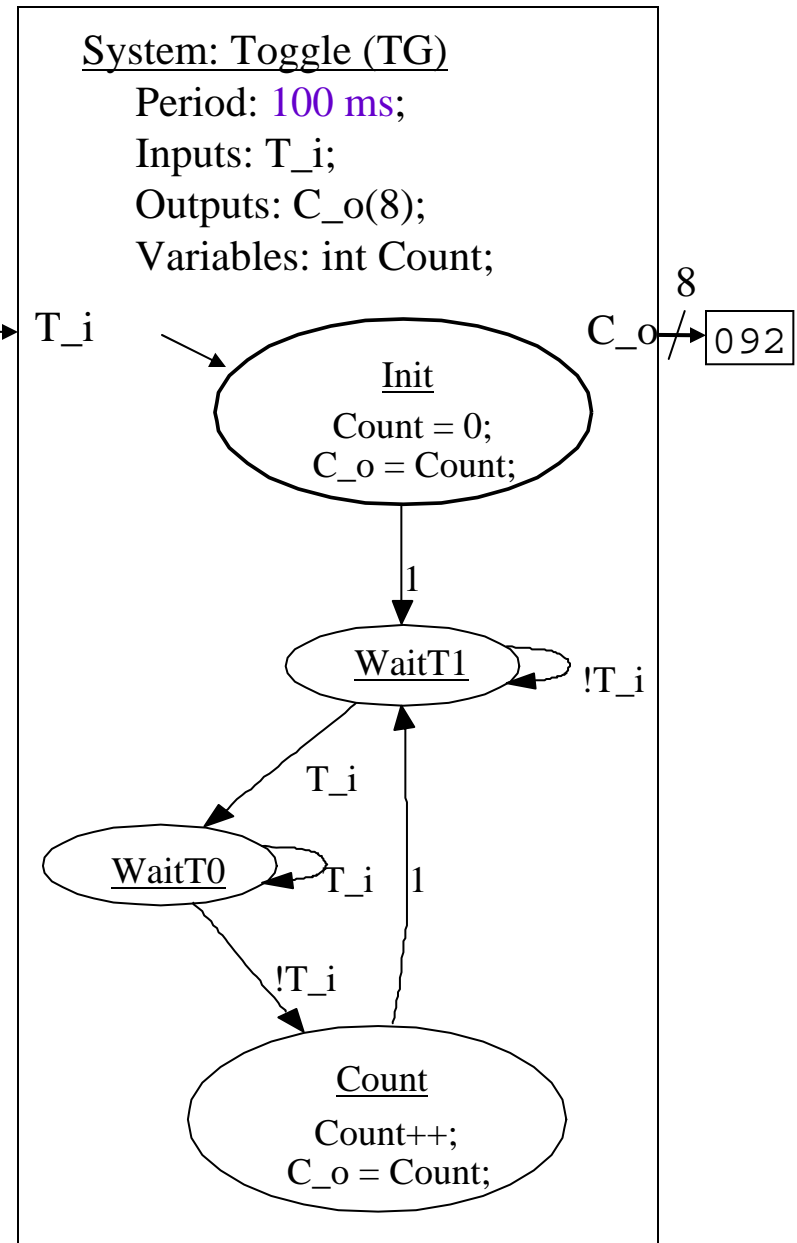 System: Toggle (TG)
Period: 100 ms;
Inputs: T_i;
Outputs: C_o(8);
Variables: int Count;
8
T_i
C_o
092
Init
Count = 0;
C_o = Count;
1
WaitT1
!T_i
T_i
WaitT0
T_i
1
!T_i
Count
Count++;
C_o = Count;